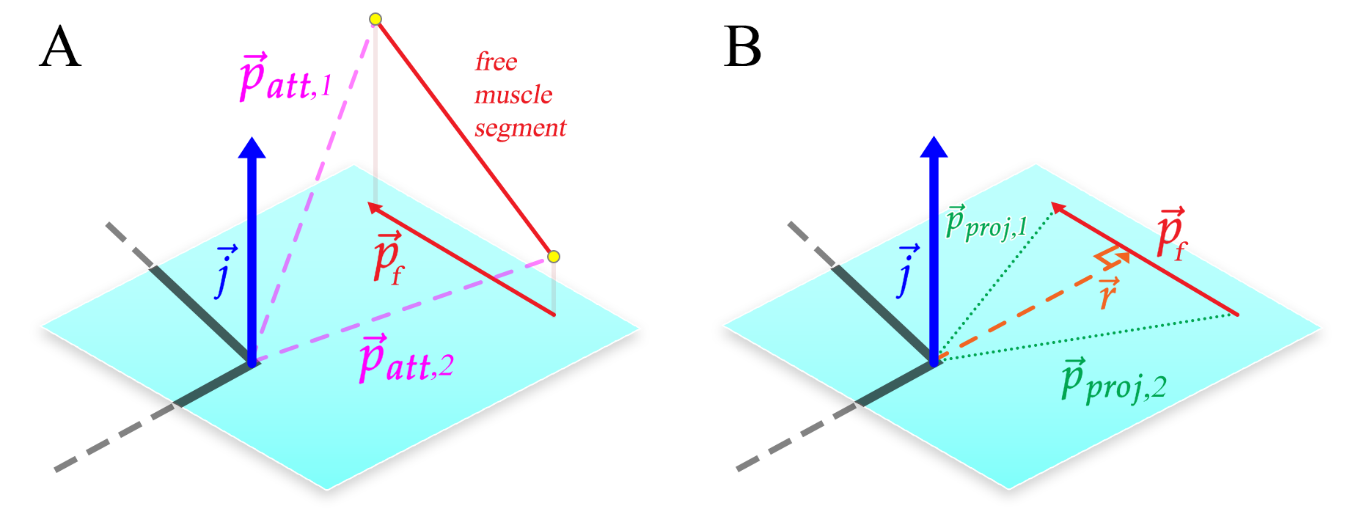 A
p⃗att,1
free
muscle
segment
j⃗
p⃗f
p⃗att,2
B
p⃗proj,1
p⃗f
j⃗
r⃗
p⃗proj,2